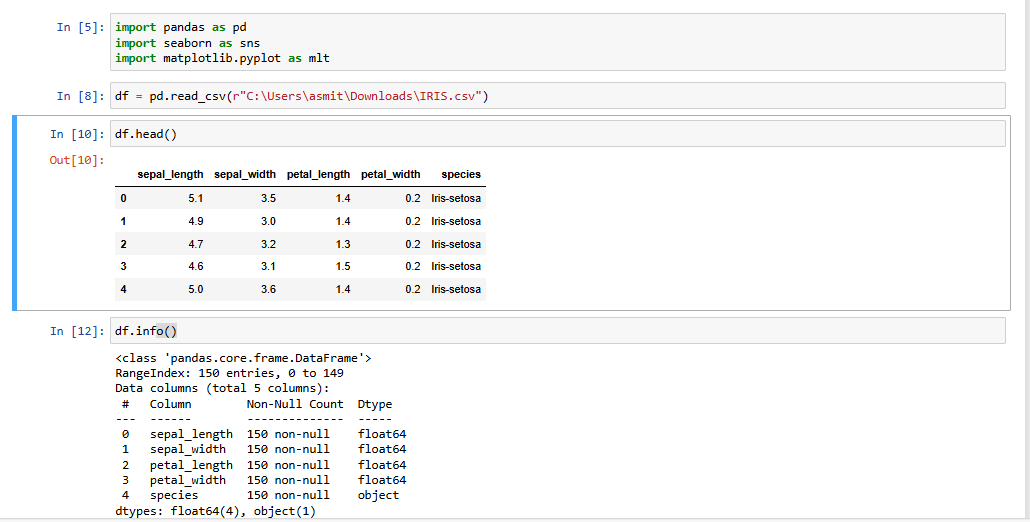 In [5]: import pandas as pd
import seaborn as sns
import matplotlib.pyplot as mlt
In [8]: df = pd.read_csv(r"C:\Users\asmit\Downloads\IRIS.csv")
In [10]: df.head()
Out[10]:
sepal_length sepal_width petal_length petal_width species
0 5.1 3.5 1.4 0.2 Iris-setosa
1 4.9 3.0 1.4 0.2 Iris-setosa
2 4.7 3.2 1.3 0.2 Iris-setosa
3 4.6 3.1 1.5 0.2 Iris-setosa
4 5.0 3.6 1.4 0.2 Iris-setosa
In [12]: df.info()
<class 'pandas.core.frame.DataFrame'>
RangeIndex: 150 entries, 0 to 149
Data columns (total 5 columns):
# Column Non-Null Count Dtype
--- ------ -------------- -----
0 sepal_length 150 non-null float64
1 sepal_width 150 non-null float64
2 petal_length 150 non-null float64
3 petal_width 150 non-null float64
4 species 150 non-null object
dtypes: float64(4), object(1)